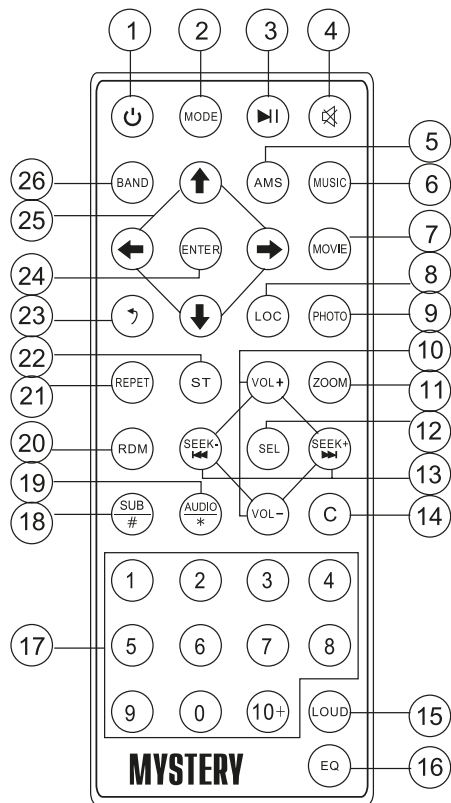 1 2 3 4
MODE
5
26 BAND AMS MUSIC 6
25
ENTER MOVIE 7
24 8
23 LOC PHOTO 9
22 10
21 REPET ST VOL+ ZOOM 11
12
20 RDM SEEK- SEL SEEK+ 13
19
18 SUB # AUDIO * VOL- C 14
1 2 3 4
17 5 6 7 8
9 0 10+ LOUD 15
MYSTERY EQ 16